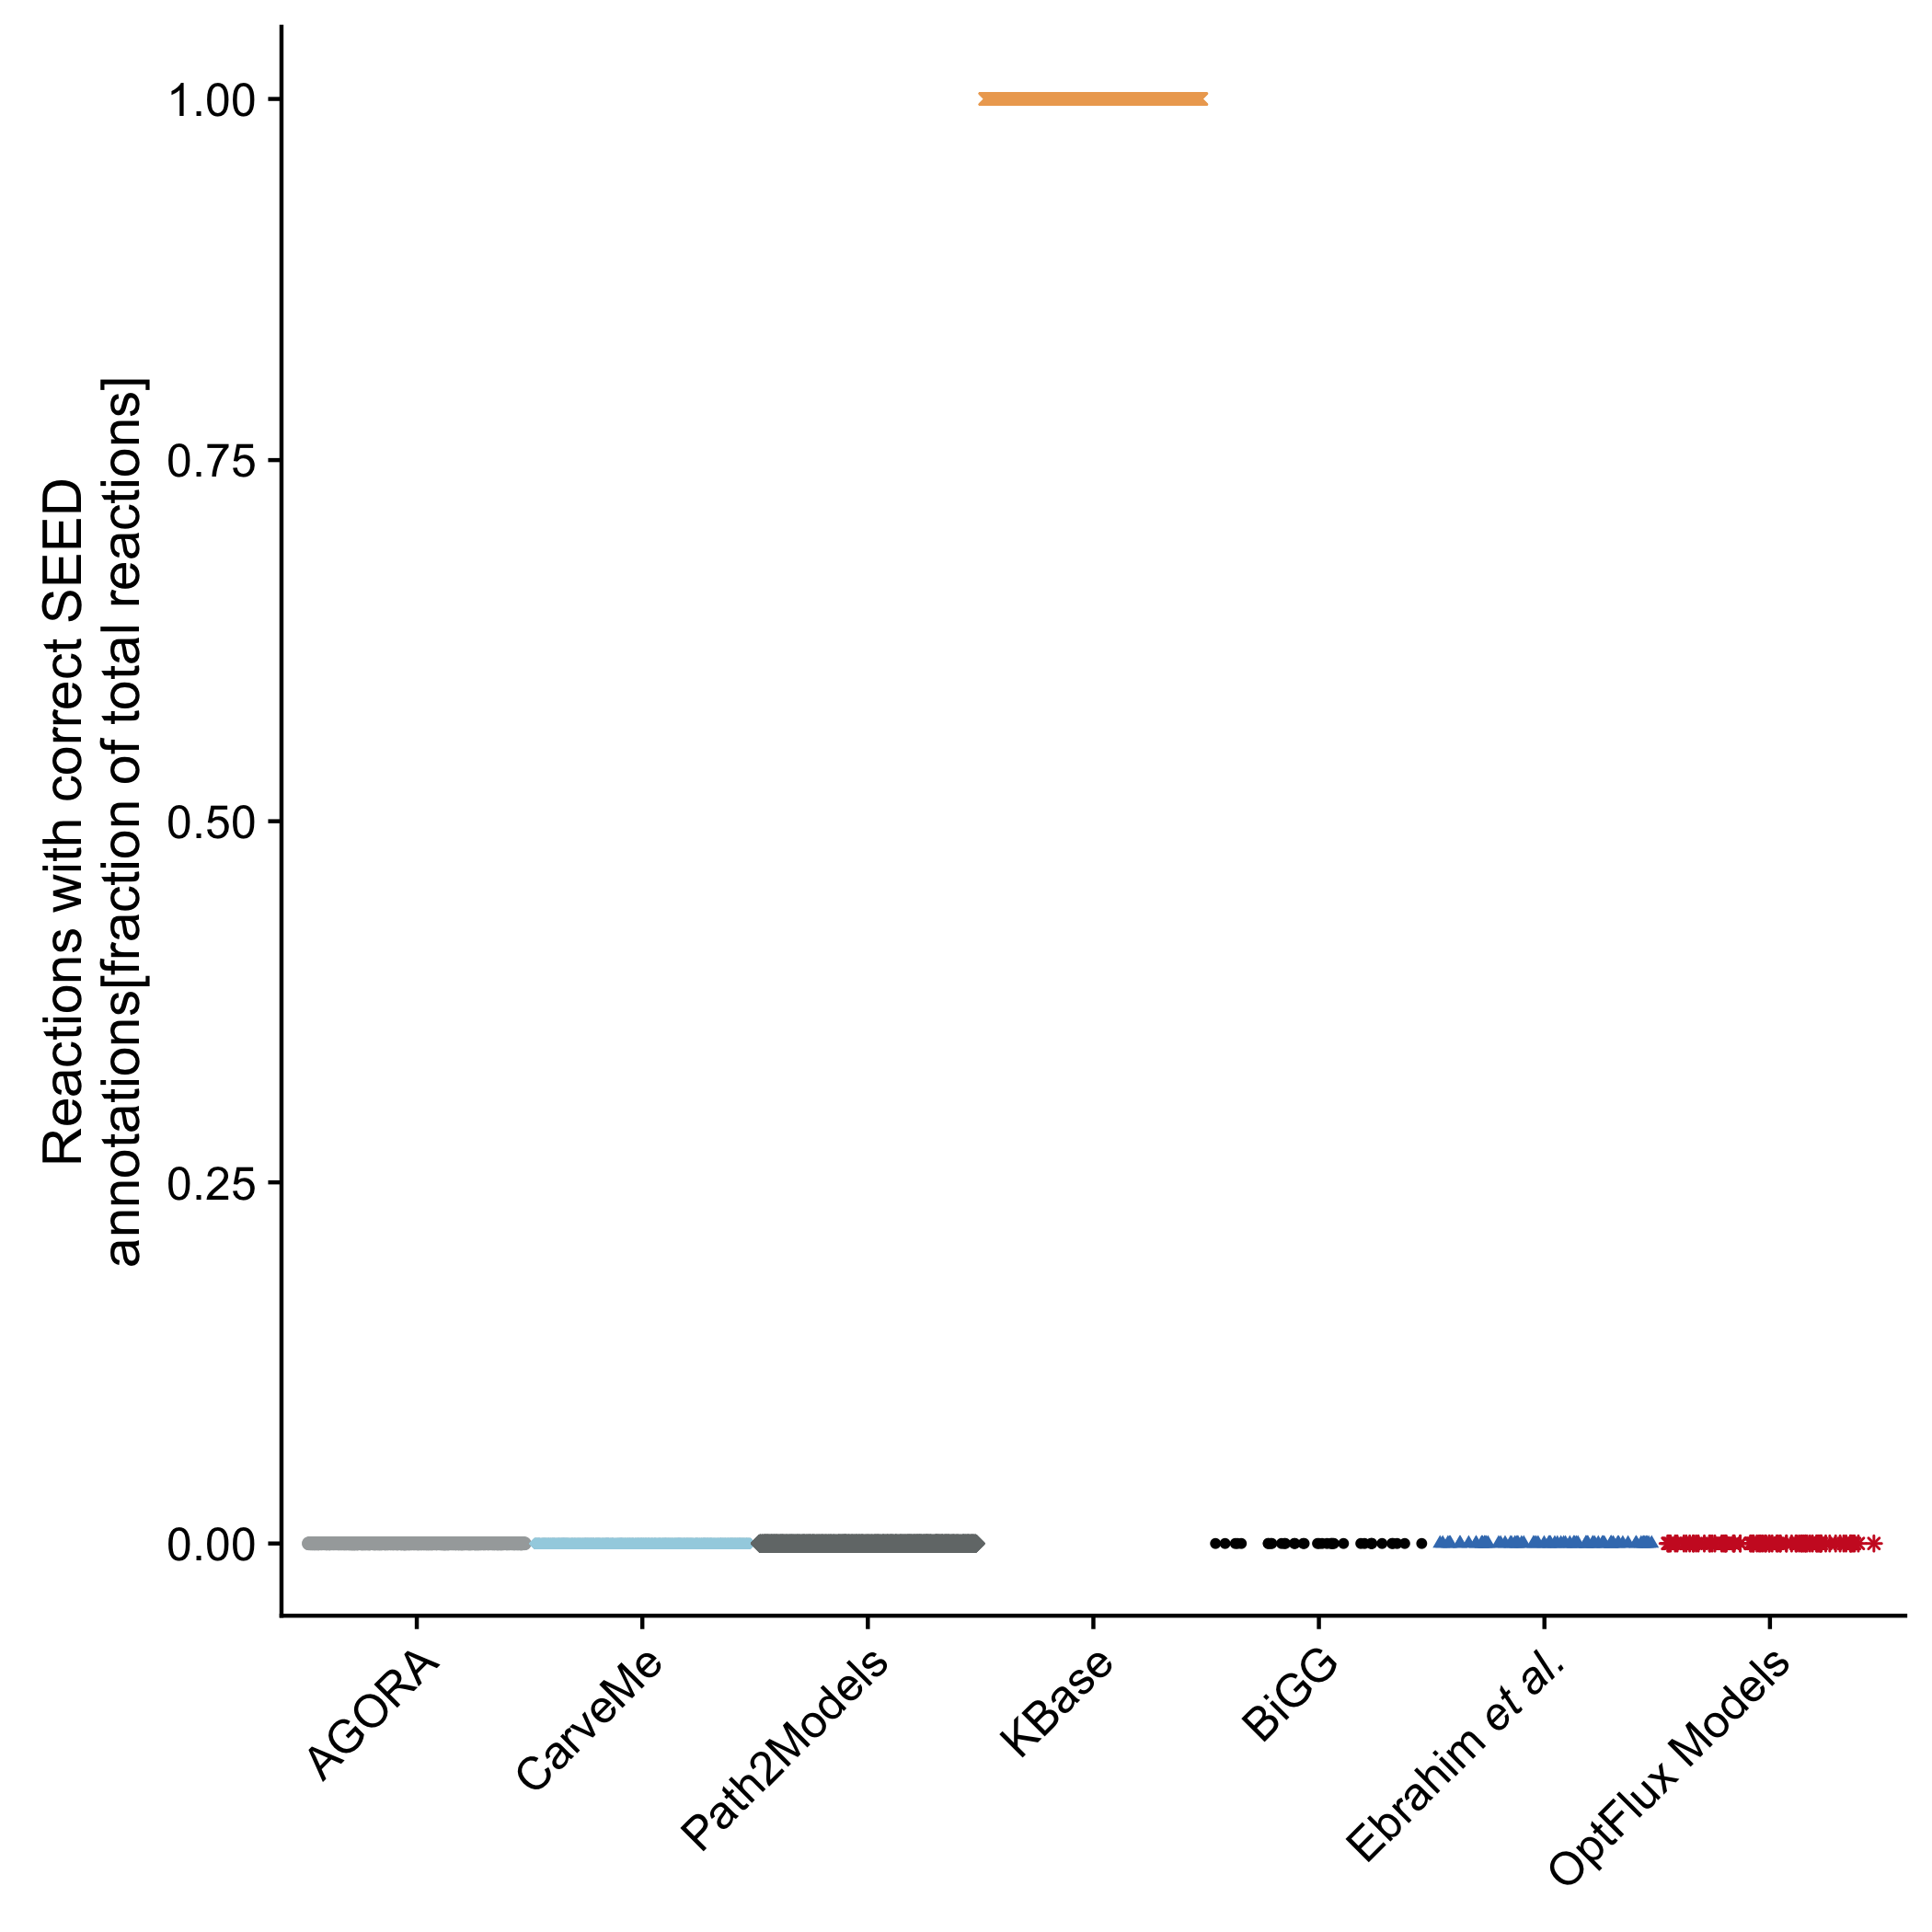 Reactions with correct SEED
annotations[fraction of total reactions]
1.00
0.75
0.50
0.25
0.00
AGORA
CarveMe
Path2Models
KBase
BiGG
Ebrahim et al.
OptFlux Models